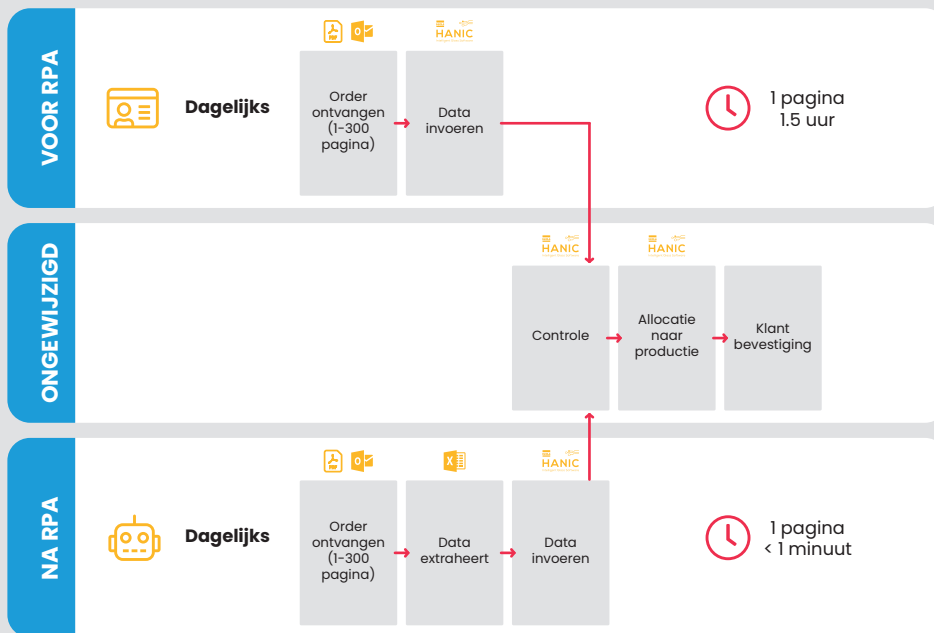 VOOR RPA
Dagelijks
PDF
HANIC
Order
ontvangen
(1-300
pagina)
Data
invoeren
1 pagina
1.5 uur
ONGEWIJZIGD
HANIC
HANIC
Controle
Allocatie
naar
productie
Klant
bevestiging
NA RPA
Dagelijks
PDF
X
HANIC
Order
ontvangen
(1-300
pagina)
Data
extraheert
Data
invoeren
1 pagina
< 1 minuut